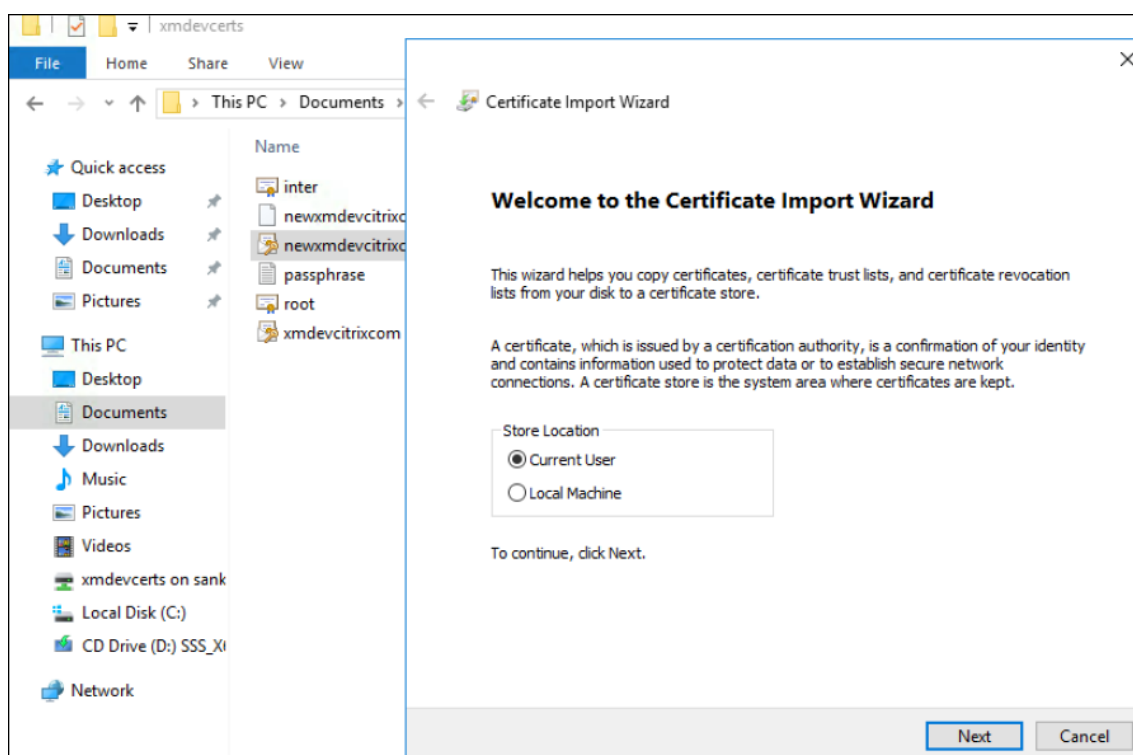 xmdevcerts
File Home Share View
This PC Documents
Quick access
Desktop
Downloads
Documents
Pictures
This PC
Desktop
Documents
Downloads
Music
Pictures
Videos
xmdevcerts on sank
Local Disk (C:)
CD Drive (D:) SSS_X
Network
Name
inter
newxmdevcitrixc
newxmdevcitrixc
passphrase
root
xmdevcitrixcom
Certificate Import Wizard
Welcome to the Certificate Import Wizard
This wizard helps you copy certificates, certificate trust lists, and certificate revocation
lists from your disk to a certificate store.
A certificate, which is issued by a certification authority, is a confirmation of your identity
and contains information used to protect data or to establish secure network
connections. A certificate store is the system area where certificates are kept.
Store Location
Current User
Local Machine
To continue, click Next.
Next Cancel